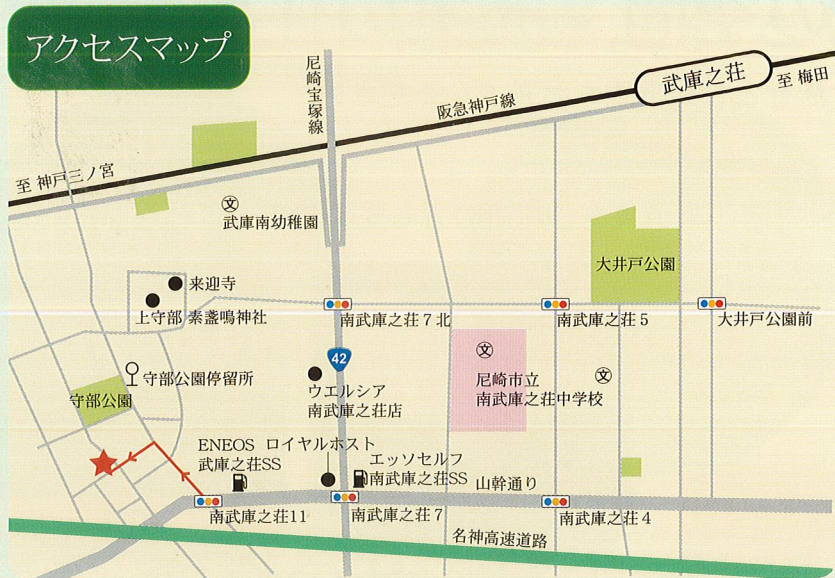 アクセスマップ
尼崎宝塚線
阪急神戸線
武庫之荘
至 梅田
至 神戸三ノ宮
文
武庫南幼稚園
大井戸公園
来迎寺
上守部 素盞嗚神社
南武庫之荘7北
南武庫之荘5
大井戸公園前
42
守部公園停留所
守部公園
ウエルシア
南武庫之荘店
文
尼崎市立
南武庫之荘中学校
文
ENEOS
武庫之荘SS
ロイヤルホスト
エッソセルフ
南武庫之荘SS
山幹通り
南武庫之荘11
南武庫之荘7
南武庫之荘4
名神高速道路